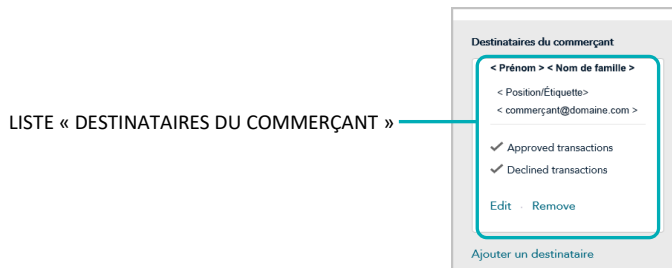 Destinataires du commerçant
< Prénom > < Nom de famille >
< Position/Étiquette>
< commerçant@domaine.com >
LISTE « DESTINATAIRES DU COMMERÇANT »
Approved transactions
Declined transactions
Edit - Remove
Ajouter un destinataire